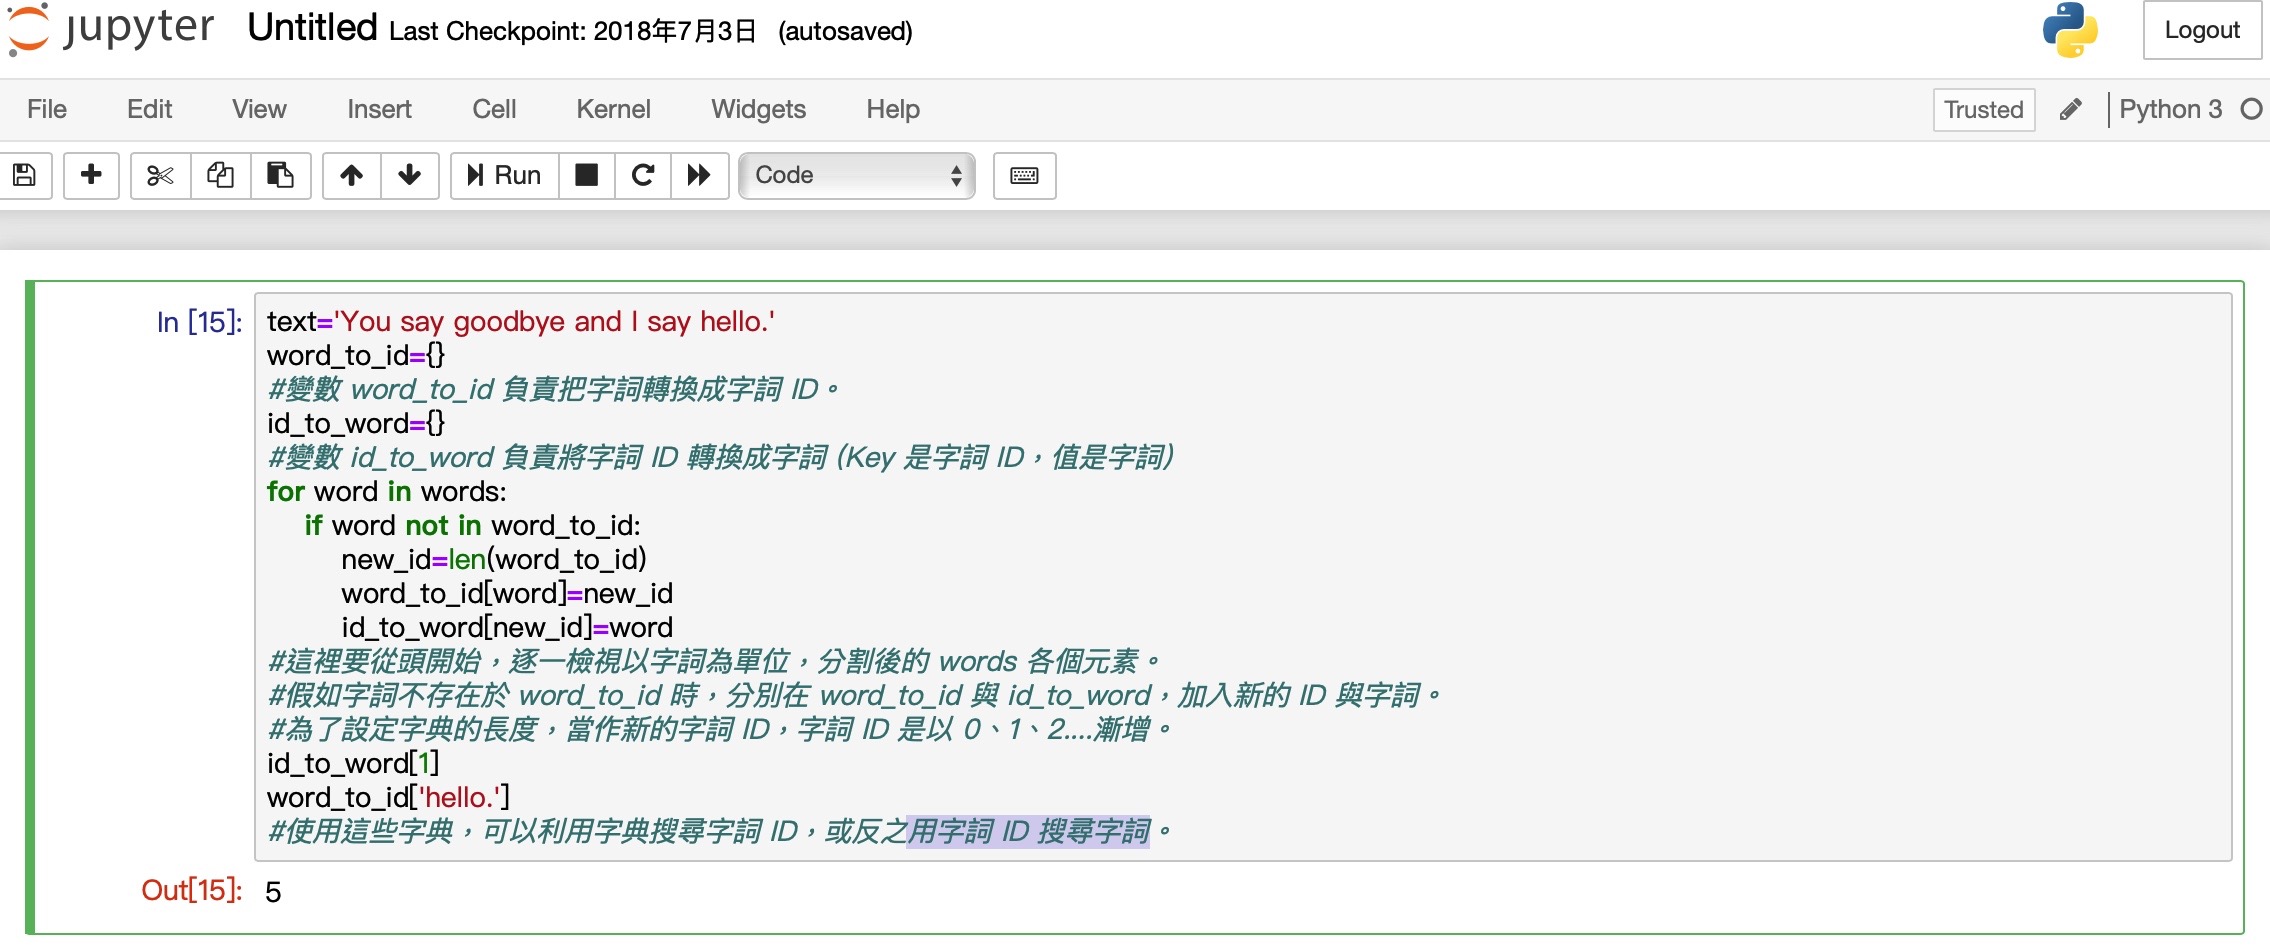 jupyter Untitled Last Checkpoint: 2018年7月3日 (autosaved) Logout
File Edit View Insert Cell Kernel Widgets Help Trusted Python 3
Run Code
In [15]: text='You say goodbye and I say hello.'
word_to_id={}
#變數 word_to_id 負責把字詞轉換成字詞 ID。
id_to_word={}
#變數 id_to_word 負責將字詞 ID 轉換成字詞 (Key 是字詞 ID，值是字詞)
for word in words:
if word not in word_to_id:
new_id=len(word_to_id)
word_to_id[word]=new_id
id_to_word[new_id]=word
#這裡要從頭開始，逐一檢視以字詞為單位，分割後的 words 各個元素。
#假如字詞不存在於 word_to_id 時，分別在 word_to_id 與 id_to_word，加入新的 ID 與字詞。
#為了設定字典的長度，當作新的字詞 ID，字詞 ID 是以 0、1、2....漸增。
id_to_word[1]
word_to_id['hello.']
#使用這些字典，可以利用字典搜尋字詞 ID，或反之用字詞 ID 搜尋字詞。
Out[15]: 5